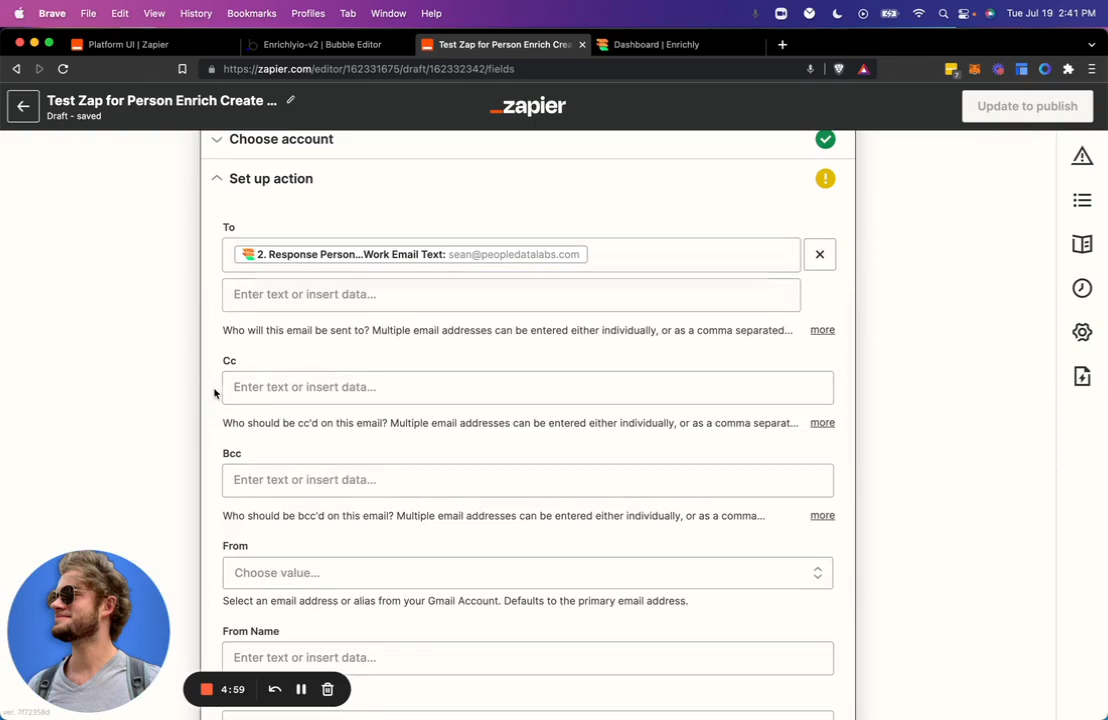 Brave File Edit View History Bookmarks Profiles Tab Window Help Tue Jul 19 2:41 PM
Platform UI | Zapier Enrichlyio-v2 | Bubble Editor Test Zap for Person Enrich Crea Dashboard | Enrichly
https://zapier.com/editor/162331675/draft/162332342/fields 7
Test Zap for Person Enrich Create ...
Draft - saved
_zapier
Update to publish
Choose account
Set up action
To
2. Response Person...Work Email Text: sean@peopledatalabs.com
Enter text or insert data...
Who will this email be sent to? Multiple email addresses can be entered either individually, or as a comma separated... more
Cc
Enter text or insert data...
Who should be cc'd on this email? Multiple email addresses can be entered either individually, or as a comma separat... more
Bcc
Enter text or insert data...
Who should be bcc'd on this email? Multiple email addresses can be entered either individually, or as a comma... more
From
Choose value...
Select an email address or alias from your Gmail Account. Defaults to the primary email address.
From Name
Enter text or insert data...
4:59
ver. 7f72358d